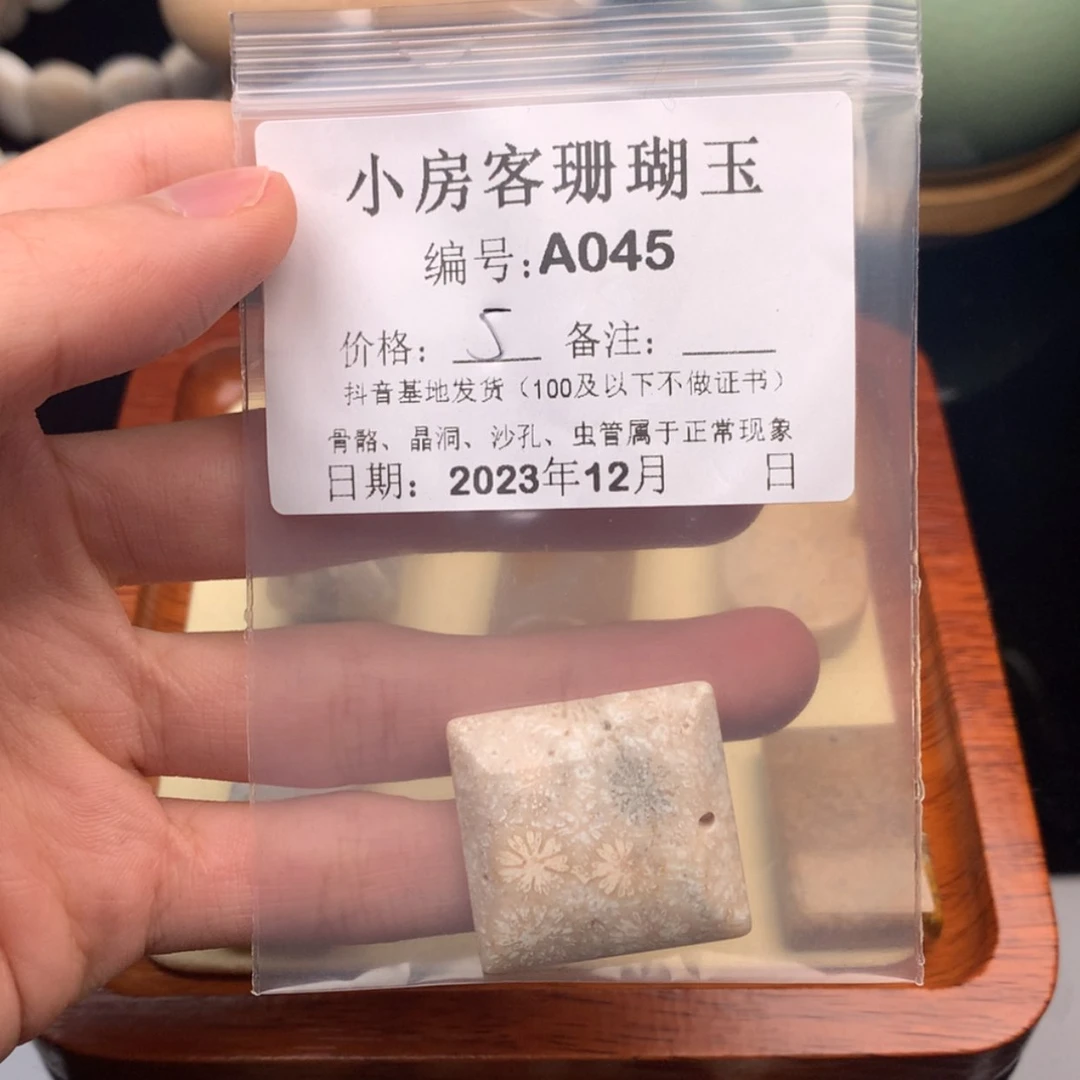 小房客珊瑚玉
编号:A045
价格: 5 备注:
抖音基地发货（100及以下不做证书）
骨骼、晶洞、沙孔、虫管属于正常现象
日期: 2023年12月 日